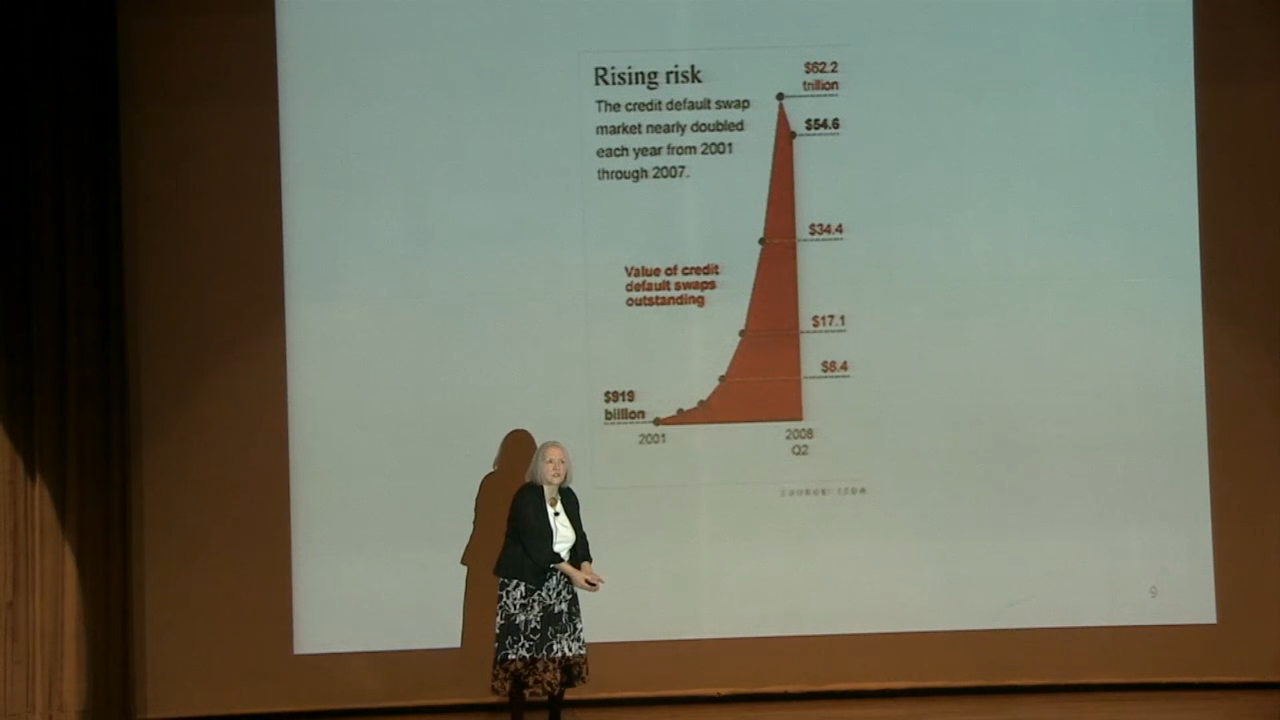 Rising risk
The credit default swap
market nearly doubled
each year from 2001
through 2007.
$62.2
trillion
$54.6
$34.4
Value of credit
default swaps
outstanding
$17.1
$8.4
$919
billion
2001
2008
Q2
SOURCE: ISDA
9